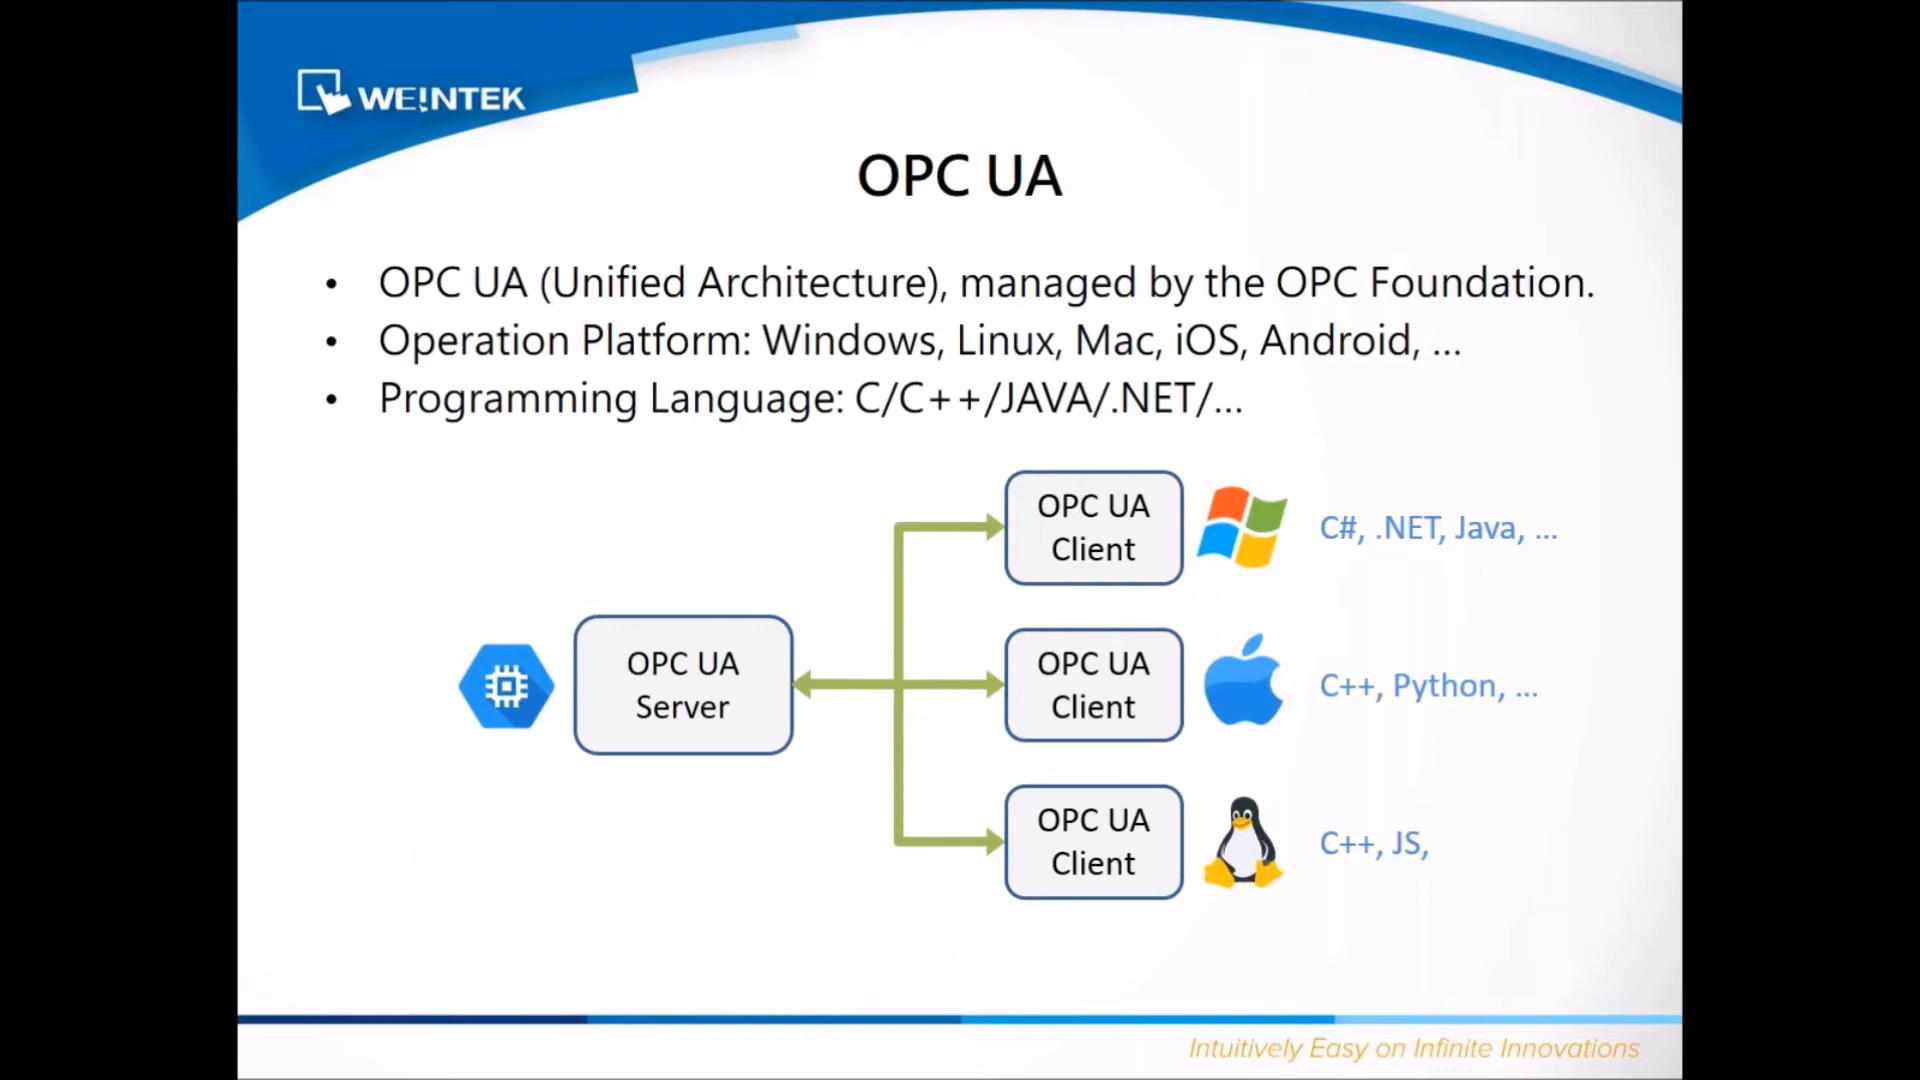 WE!NTEK
OPC UA
• OPC UA (Unified Architecture), managed by the OPC Foundation.
• Operation Platform: Windows, Linux, Mac, iOS, Android, ...
• Programming Language: C/C++/JAVA/.NET/...
OPC UA
Client
C#, .NET, Java, ...
OPC UA
Server
OPC UA
Client
C++, Python, ...
OPC UA
Client
C++, JS,
Intuitively Easy on Infinite Innovations